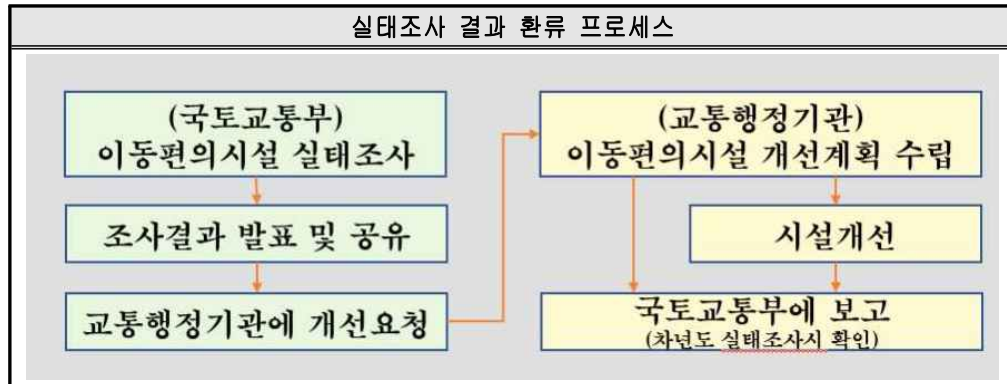 실태조사 결과 환류 프로세스
(국토교통부)
이동편의시설 실태조사
조사결과 발표 및 공유
교통행정기관에 개선요청
(교통행정기관)
이동편의시설 개선계획 수립
시설개선
국토교통부에 보고
(차년도 실태조사시 확인)